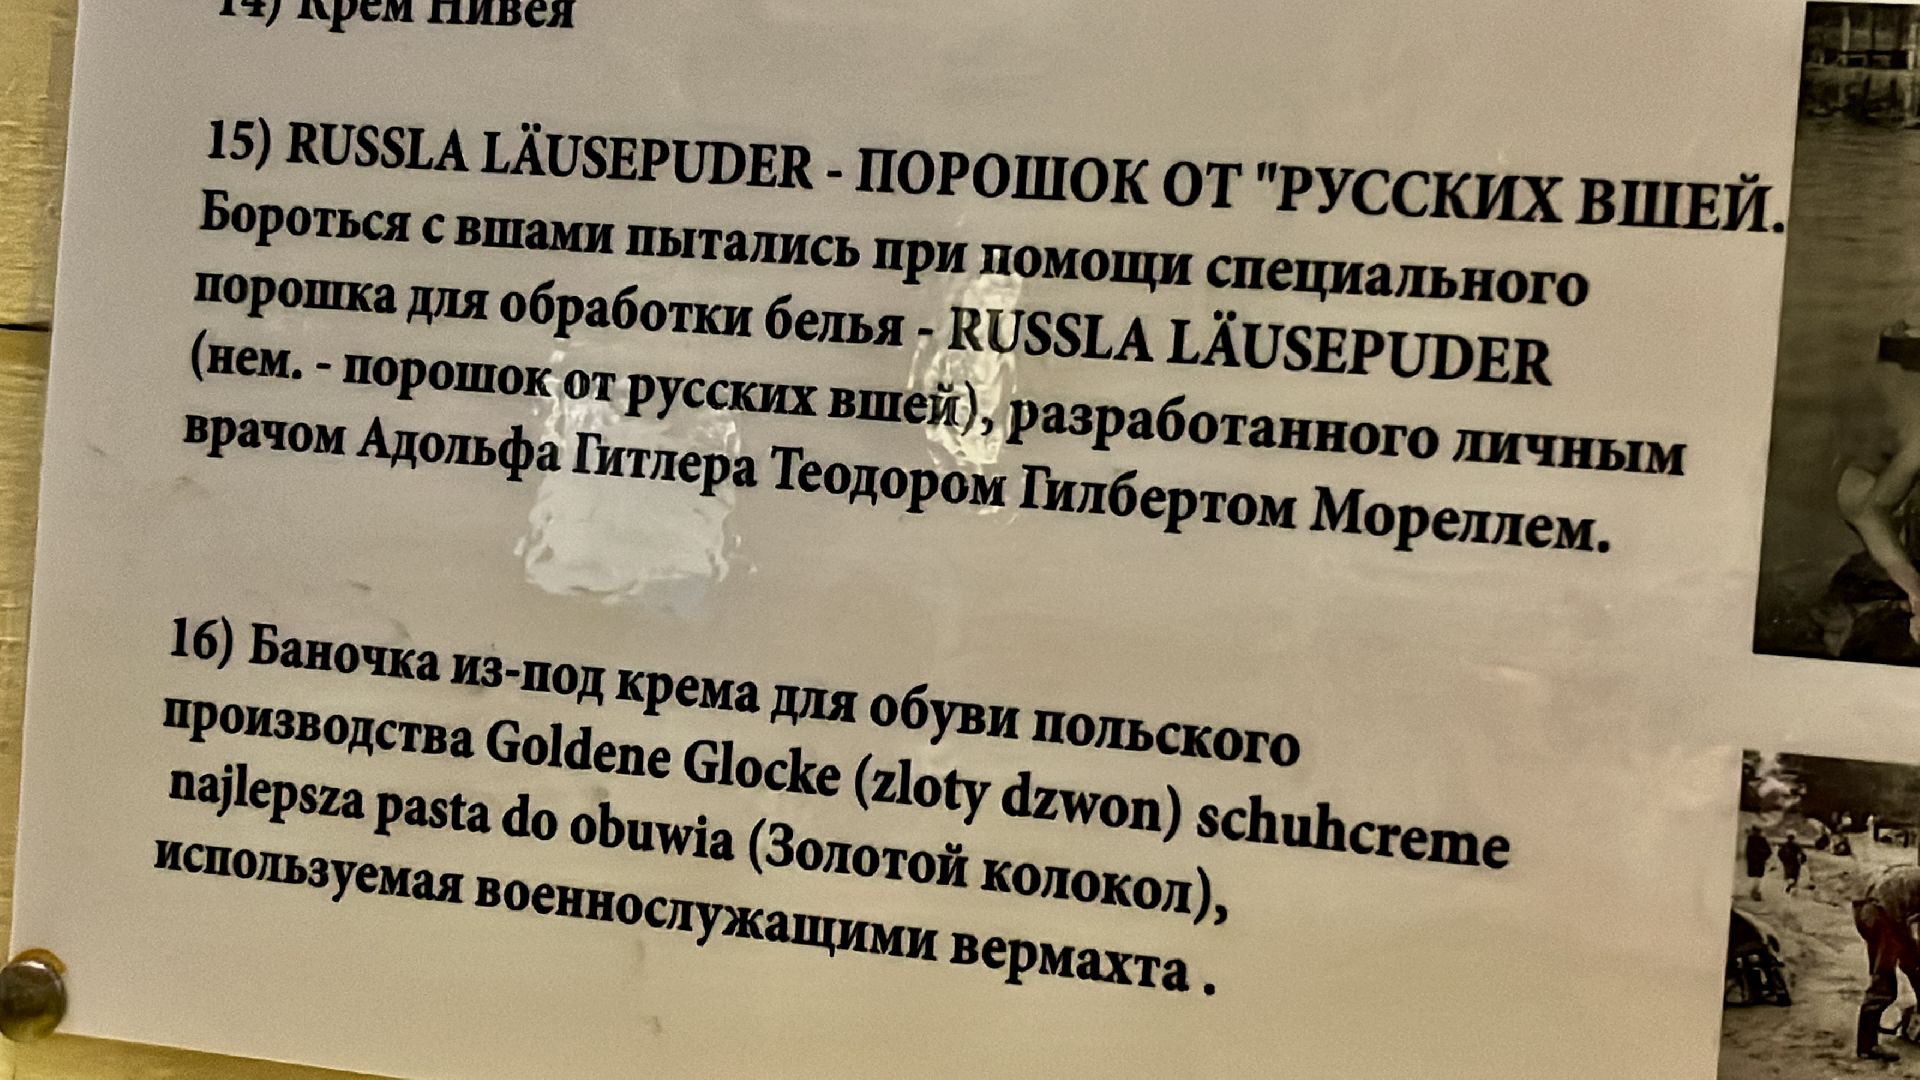 14) Крем Нивея
15) RUSSLA LÄUSEPUDER - ПОРОШОК ОТ "РУССКИХ ВШЕЙ.
Бороться с вшами пытались при помощи специального
порошка для обработки белья - RUSSLA LÄUSEPUDER
(нем. - порошок от русских вшей), разработанного личным
врачом Адольфа Гитлера Теодором Гилбертом Мореллем.
16) Баночка из-под крема для обуви польского
производства Goldene Glocke (zloty dzwon) schuhcreme
najlepsza pasta do obuwia (Золотой колокол),
используемая военнослужащими вермахта .